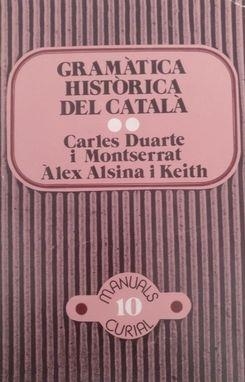 GRAMÀTICA
HISTÒRICA
DEL CATALÀ
Carles Duarte
i Montserrat
Àlex Alsina i Keith
MANUALS
10
CURIAL